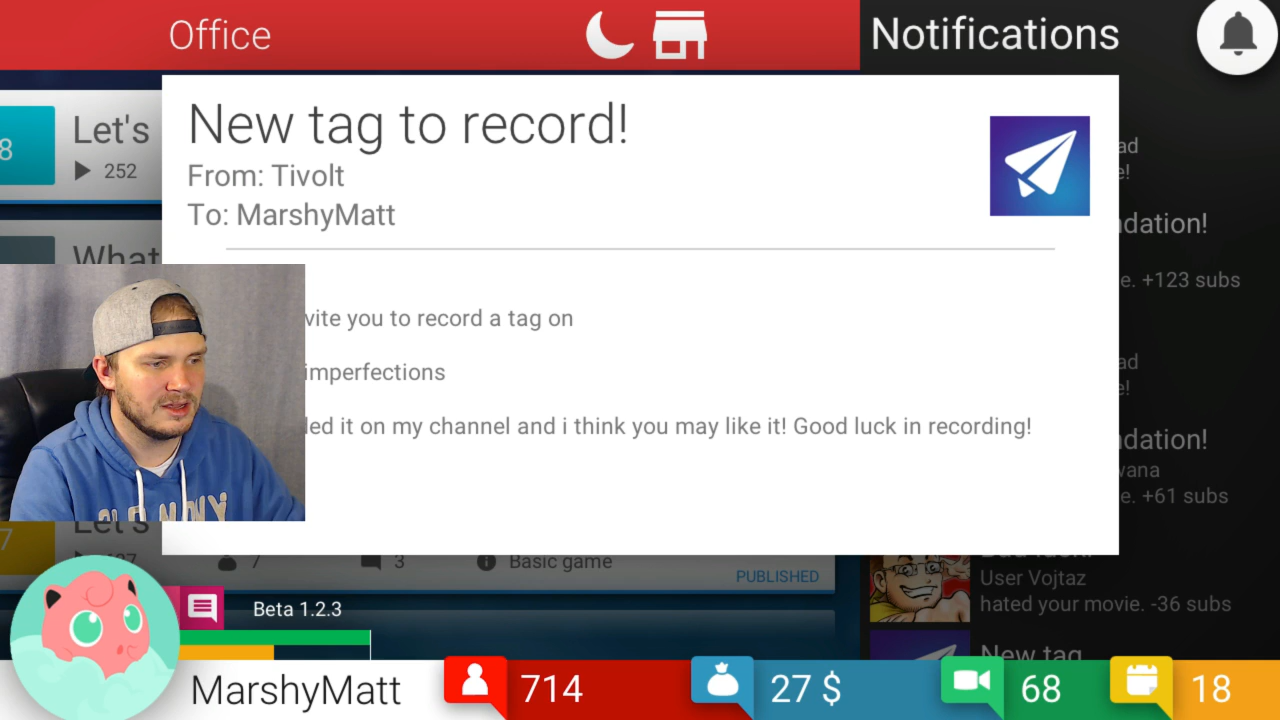 Office
Notifications
New tag to record!
From: Tivolt
To: MarshyMatt
vite you to record a tag on
imperfections
led it on my channel and i think you may like it! Good luck in recording!
8
Let's
252
What
7
Let's
7
3
Basic game
PUBLISHED
ad
e!
ndation!
e. +123 subs
ad
e!
ndation!
wana
e. +61 subs
User Vojtaz
hated your movie. -36 subs
New tag
Beta 1.2.3
MarshyMatt
714
27 $
68
18